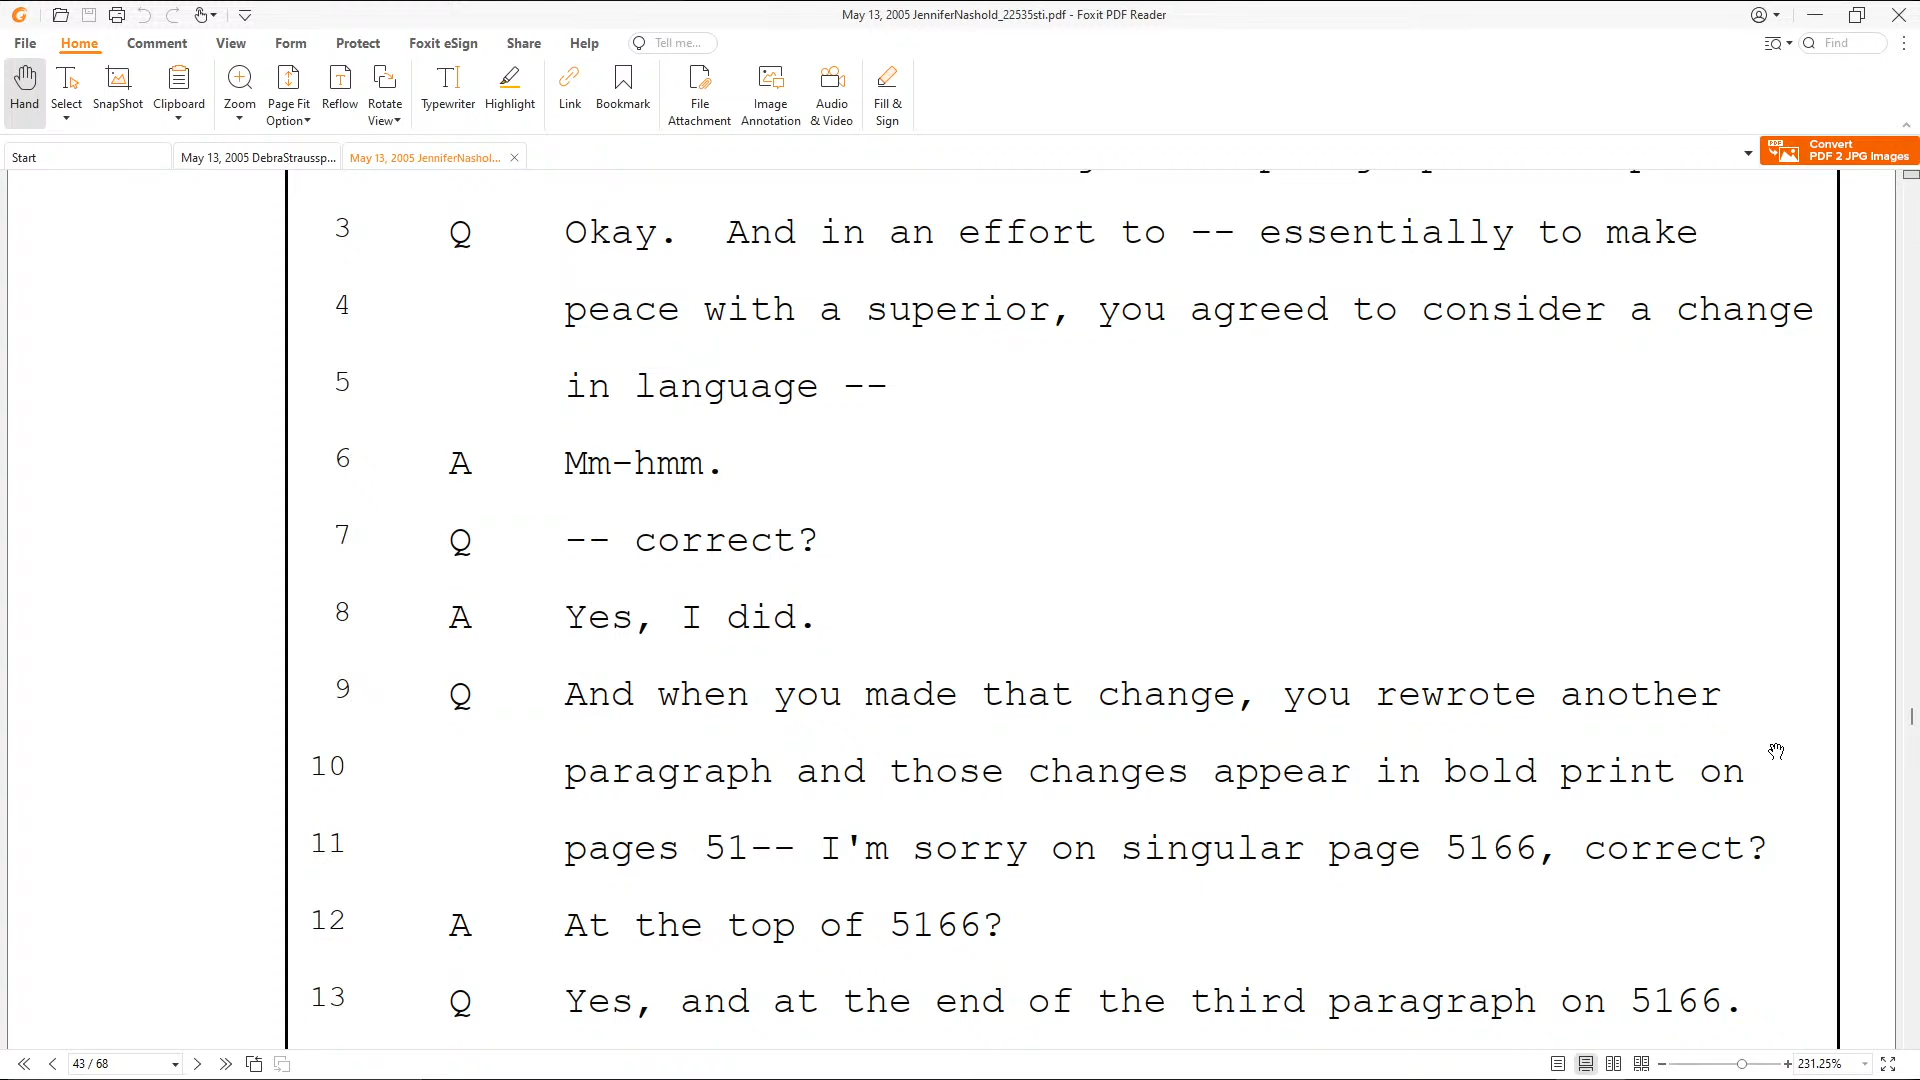 May 13, 2005 JenniferNashold_22535sti.pdf - Foxit PDF Reader
File Home Comment View Form Protect Foxit eSign Share Help Tell me... Find
Hand Select SnapShot Clipboard Zoom Page Fit Option Reflow Rotate View Typewriter Highlight Link Bookmark File Attachment Image Annotation Audio & Video Fill & Sign
Start May 13, 2005 DebraStraussp... May 13, 2005 JenniferNashol... Convert
PDF 2 JPG Images
3 Q Okay. And in an effort to -- essentially to make
4 peace with a superior, you agreed to consider a change
5 in language --
6 A Mm-hmm.
7 Q -- correct?
8 A Yes, I did.
9 Q And when you made that change, you rewrote another
10 paragraph and those changes appear in bold print on
11 pages 51-- I'm sorry on singular page 5166, correct?
12 A At the top of 5166?
13 Q Yes, and at the end of the third paragraph on 5166.
43 / 68 231.25%